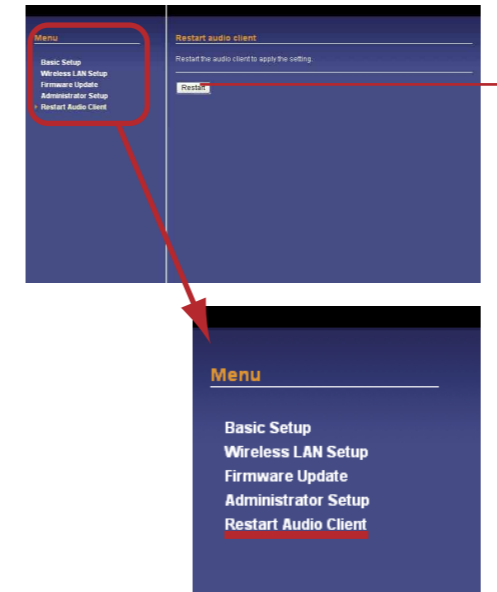 Menu
Basic Setup
Wireless LAN Setup
Firmware Update
Administrator Setup
Restart Audio Client
Restart audio client
Restart the audio client to apply the setting.
Restart
Menu
Basic Setup
Wireless LAN Setup
Firmware Update
Administrator Setup
Restart Audio Client